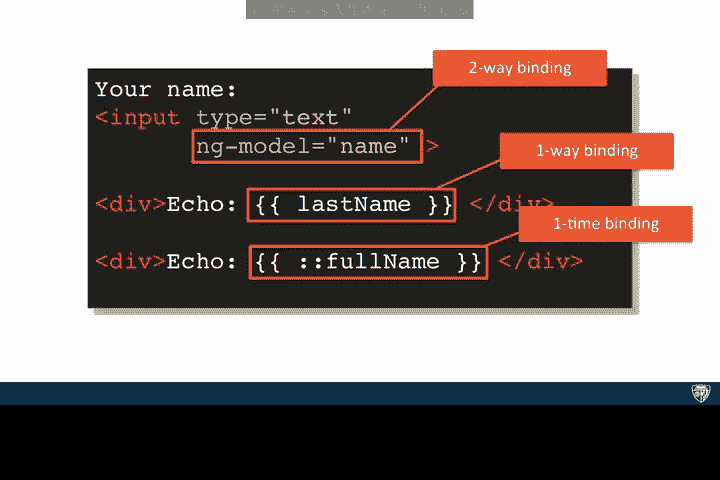 2-way binding
Your name:
<input type="text"
ng-model="name" >
1-way binding
<div>Echo: {{ lastName }} </div>
1-time binding
<div>Echo: {{ ::fullName }} </div>